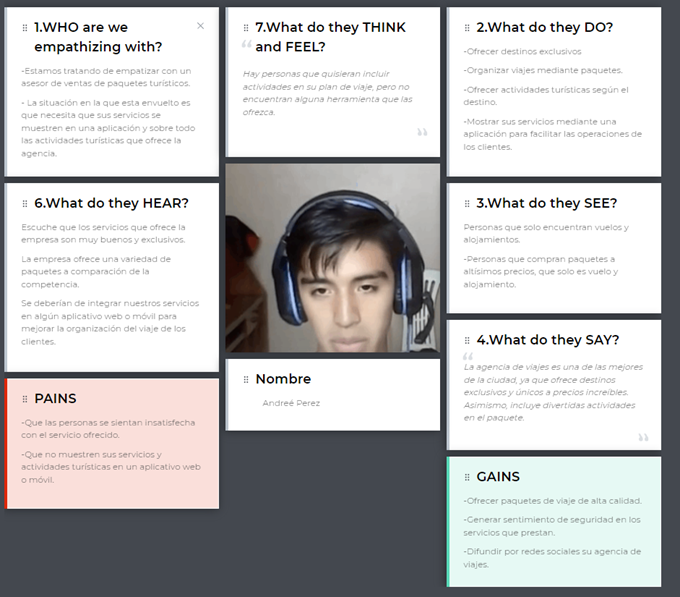 1.WHO are we
empathizing with?
-Estamos tratando de empatizar con un
asesor de ventas de paquetes turísticos.
- La situación en la que esta envuelto es
que necesita que sus servicios se
muestren en una aplicación y sobre todo
las actividades turísticas que ofrece la
agencia.
6.What do they HEAR?
Escuche que los servicios que ofrece la
empresa son muy buenos y exclusivos.
La empresa ofrece una variedad de
paquetes a comparación de la
competencia.
Se deberían de integrar nuestros servicios
en algún aplicativo web o móvil para
mejorar la organización del viaje de los
clientes.
PAINS
-Que las personas se sientan insatisfecha
con el servicio ofrecido.
-Que no muestren sus servicios y
actividades turísticas en un aplicativo web
o móvil.
7.What do they THINK
and FEEL?
Hay personas que quisieran incluir
actividades en su plan de viaje, pero no
encuentran alguna herramienta que las
ofrezca.
Nombre
Andreé Perez
2.What do they DO?
-Ofrecer destinos exclusivos
-Organizar viajes mediante paquetes.
-Ofrecer actividades turísticas según el
destino.
-Mostrar sus servicios mediante una
aplicación para facilitar las operaciones de
los clientes.
3.What do they SEE?
Personas que solo encuentran vuelos y
alojamientos.
-Personas que compran paquetes a
altísimos precios, que solo es vuelo y
alojamiento.
4.What do they SAY?
La agencia de viajes es una de las mejores
de la ciudad, ya que ofrece destinos
exclusivos y únicos a precios increíbles.
Asimismo, incluye divertidas actividades
en el paquete.
GAINS
-Ofrecer paquetes de viaje de alta calidad.
-Generar sentimiento de seguridad en los
servicios que prestan.
-Difundir por redes sociales su agencia de
viajes.